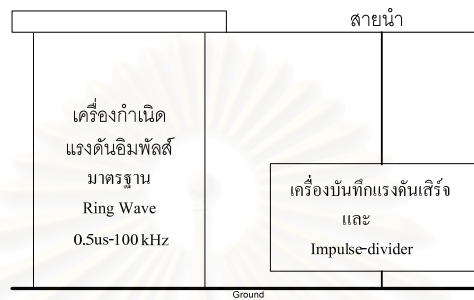 สายนำ
เครื่องกำเนิด
แรงดันอิมพัลส์
มาตรฐาน
Ring Wave
0.5us-100 kHz
เครื่องบันทึกแรงดันเสิร์จ
และ
Impulse-divider
Ground